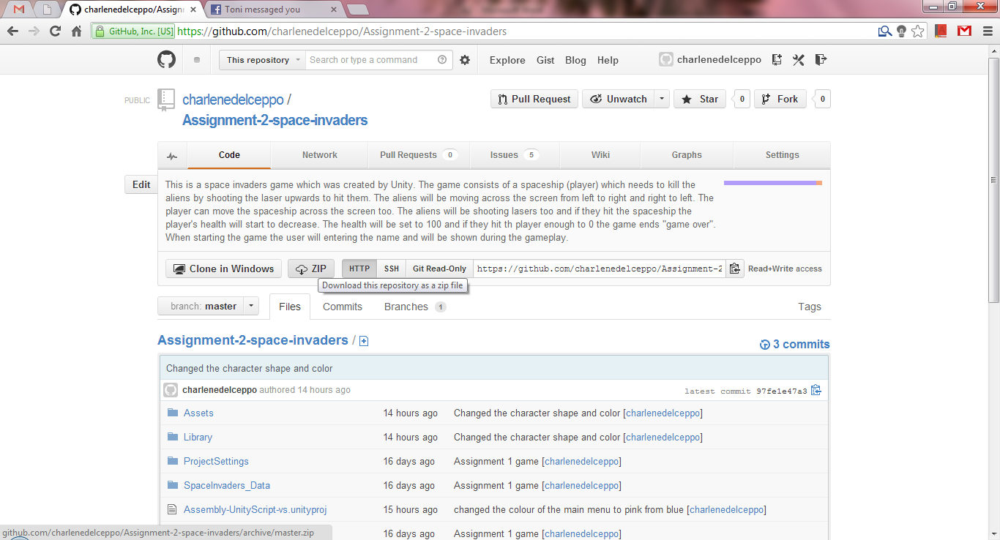 charlenedelceppo/Assignm
Toni messaged you
GitHub, Inc. [US] https://github.com/charlenedelceppo/Assignment-2-space-invaders
This repository Search or type a command Explore Gist Blog Help charlenedelceppo
PUBLIC charlenedelceppo / Pull Request Unwatch Star 0 Fork 0
Assignment-2-space-invaders
Code Network Pull Requests 0 Issues 5 Wiki Graphs Settings
Edit
This is a space invaders game which was created by Unity. The game consists of a spaceship (player) which needs to kill the
aliens by shooting the laser upwards to hit them. The aliens will be moving across the screen from left to right and right to left. The
player can move the spaceship across the screen too. The aliens will be shooting lasers too and if they hit the spaceship the
player's health will start to decrease. The health will be set to 100 and if they hit th player enough to 0 the game ends "game over".
When starting the game the user will entering the name and will be shown during the gameplay.
Clone in Windows ZIP HTTP SSH Git Read-Only https://github.com/charlenedelceppo/Assignment-2 Read+Write access
Download this repository as a zip file
branch: master Files Commits Branches 1 Tags
Assignment-2-space-invaders / 3 commits
Changed the character shape and color
charlenedelceppo authored 14 hours ago latest commit 97fe1e47a3
Assets 14 hours ago Changed the character shape and color [charlenedelceppo]
Library 14 hours ago Changed the character shape and color [charlenedelceppo]
ProjectSettings 16 days ago Assignment 1 game [charlenedelceppo]
SpaceInvaders_Data 16 days ago Assignment 1 game [charlenedelceppo]
Assembly-UnityScript-vs.unityproj 15 hours ago changed the colour of the main menu to pink from blue [charlenedelceppo]
16 days ago Assignment 1 game [charlenedelceppo]
github.com/charlenedelceppo/Assignment-2-space-invaders/archive/master.zip